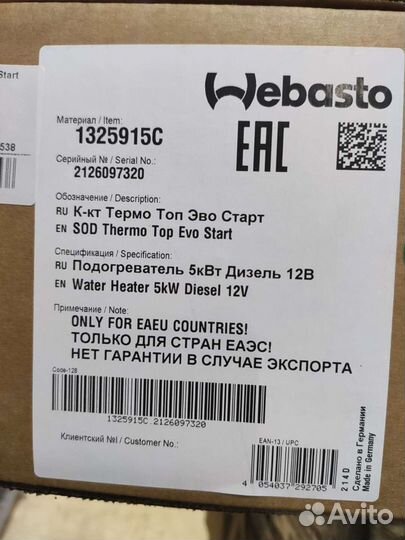 Start
538
Webasto
EAC
Материал / Item:
1325915C
Серийный № / Serial No.:
2126097320
Обозначение / Description:
RU К-кт Термо Топ Эво Старт
EN SOD Thermo Top Evo Start
Спецификация / Specification:
RU Подогреватель 5кВт Дизель 12В
EN Water Heater 5kW Diesel 12V
Примечание / Note:
ONLY FOR EAEU COUNTRIES!
ТОЛЬКО ДЛЯ СТРАН ЕАЭС!
НЕТ ГАРАНТИИ В СЛУЧАЕ ЭКСПОРТА
Code-128
1325915C.2126097320
Клиентский №/ Customer No.:
EAN-13 / UPC
4 054037 292705
214D
Сделано в Германии
Made in Germany
Avito